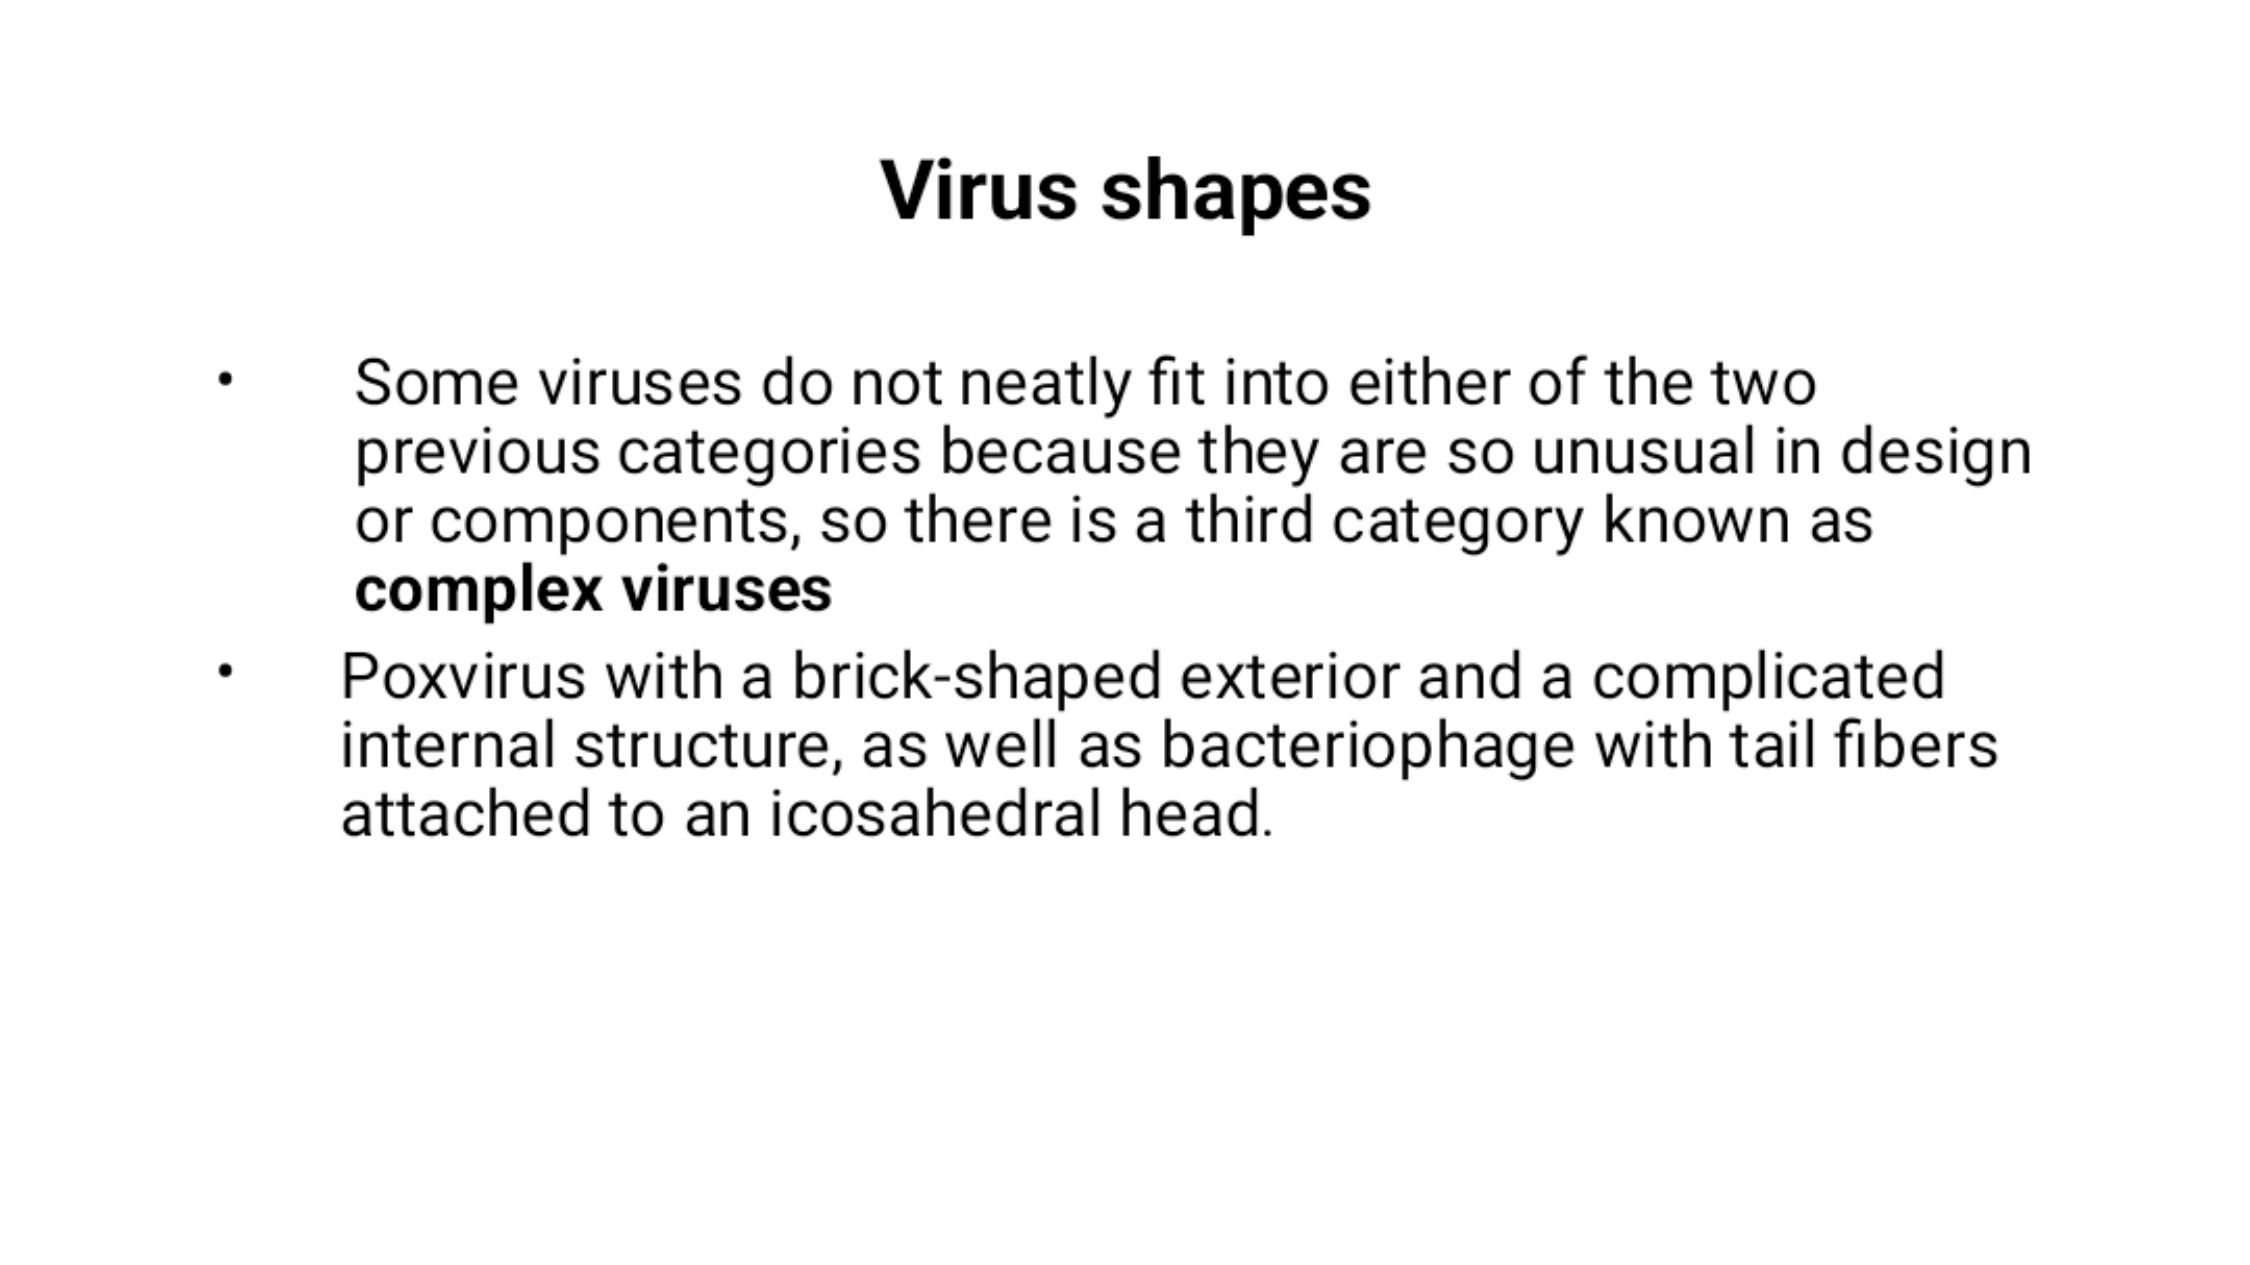 Virus shapes
• Some viruses do not neatly fit into either of the two
previous categories because they are so unusual in design
or components, so there is a third category known as
complex viruses
• Poxvirus with a brick-shaped exterior and a complicated
internal structure, as well as bacteriophage with tail fibers
attached to an icosahedral head.